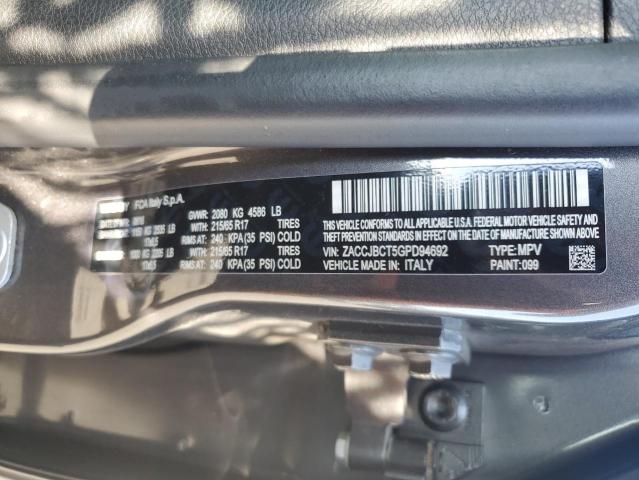 FCA Italy S.p.A.
GVWR: 2080 KG 4586 LB
WITH: 215/65 R17 TIRES
RIMS AT: 240 KPA (35 PSI) COLD
WITH: 215/65 R17 TIRES
RIMS AT: 240 KPA (35 PSI) COLD
THIS VEHICLE CONFORMS TO ALL APPLICABLE U.S.A. FEDERAL MOTOR VEHICLE
SAFETY, BUMPER, AND THEFT PREVENTION STANDARDS IN
EFFECT ON THE DATE OF MANUFACTURE SHOWN ABOVE.
VIN: ZACCJBCT5GPD94692 TYPE: MPV
VEHICLE MADE IN: ITALY PAINT: 099